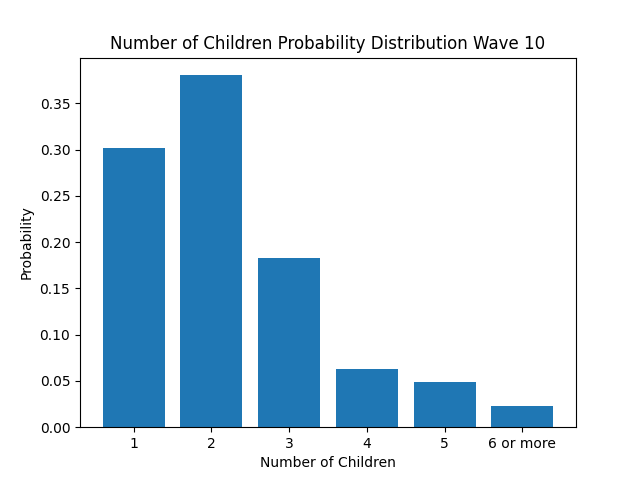 Number of Children Probability Distribution Wave 10
Probability
0.35
0.30
0.25
0.20
0.15
0.10
0.05
0.00
1 2 3 4 5 6 or more
Number of Children